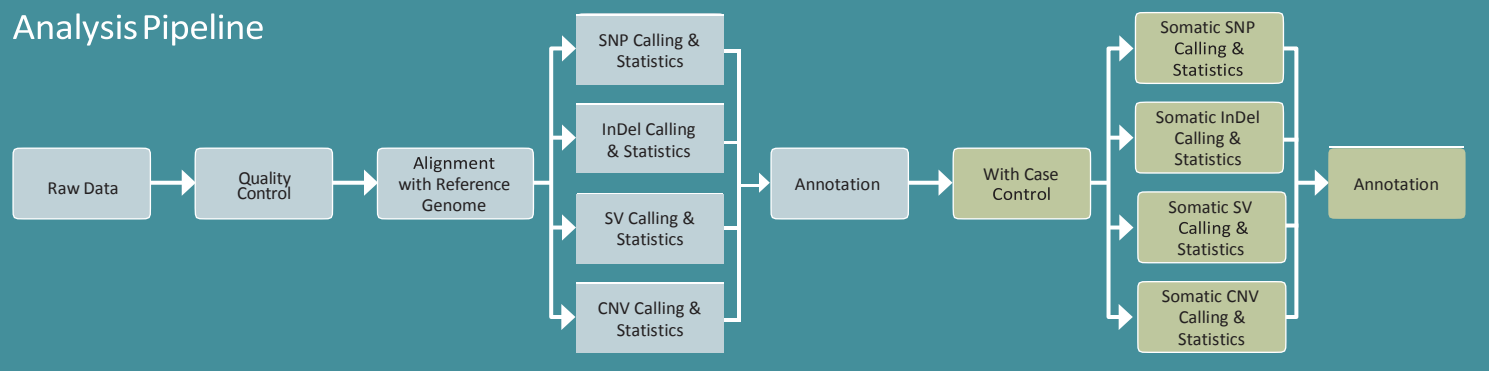 Analysis Pipeline
Raw Data
Quality
Control
Alignment
with Reference
Genome
SNP Calling &
Statistics
InDel Calling
& Statistics
SV Calling &
Statistics
CNV Calling &
Statistics
Annotation
With Case
Control
Somatic SNP
Calling &
Statistics
Somatic InDel
Calling &
Statistics
Somatic SV
Calling &
Statistics
Somatic CNV
Calling &
Statistics
Annotation